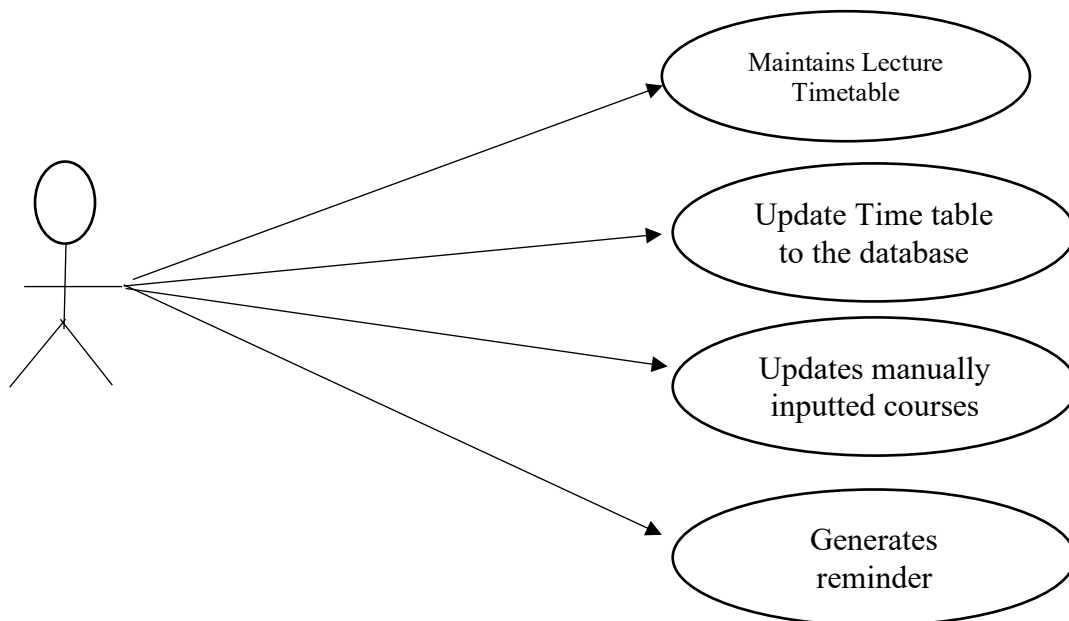 Maintains Lecture
Timetable
Update Time table
to the database
Updates manually
inputted courses
Generates
reminder